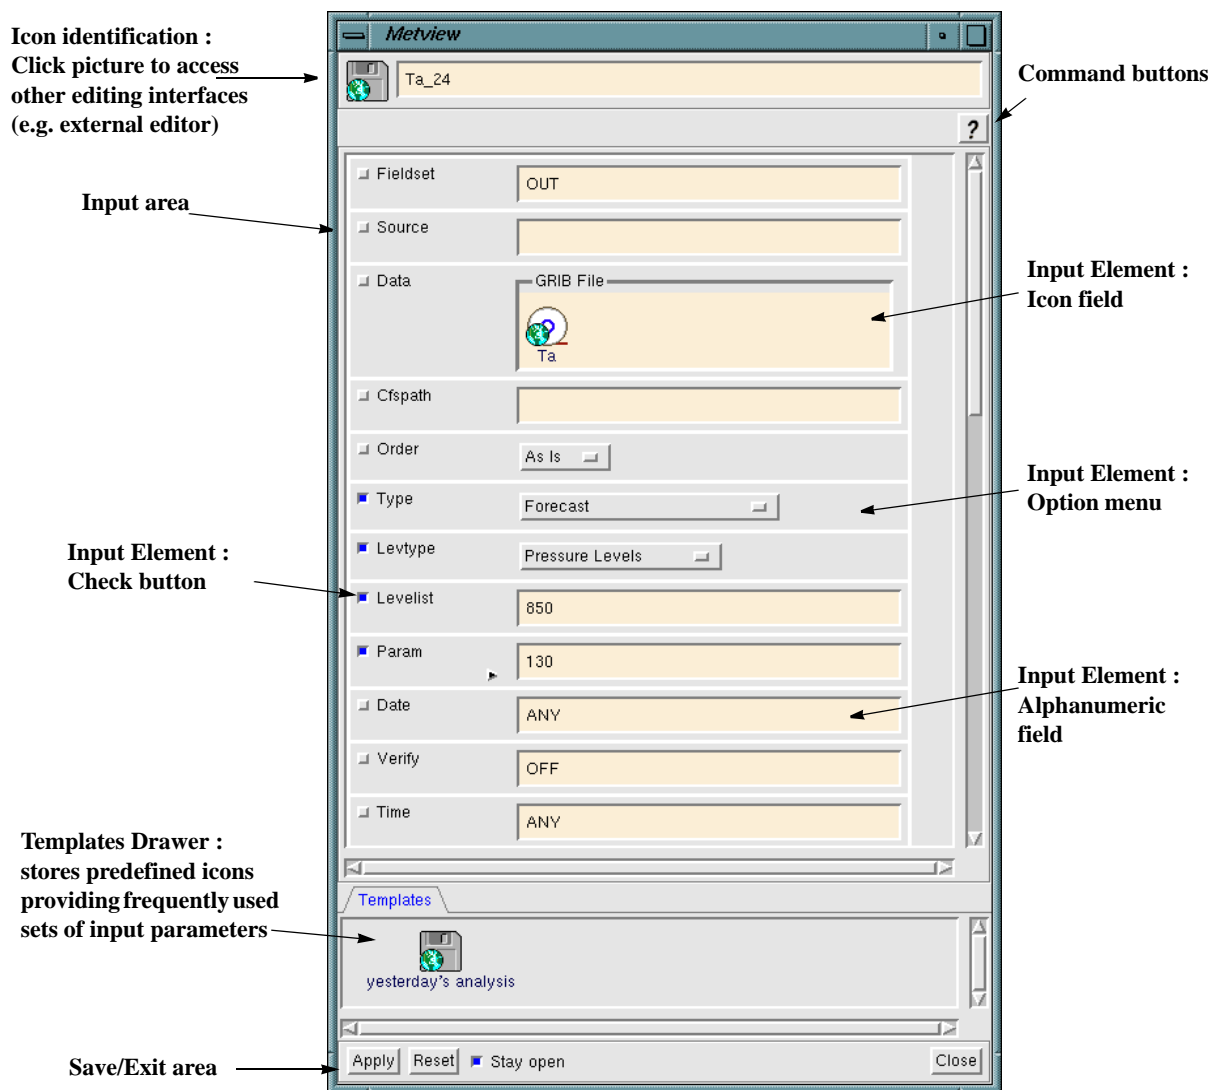 Metview
Icon identification :
Click picture to access
other editing interfaces
(e.g. external editor)
Ta_24
Command buttons
?
Fieldset
OUT
Input area
Source
Data
GRIB File
Ta
Input Element :
Icon field
Cfspath
Order
As Is
Type
Forecast
Input Element :
Option menu
Levtype
Pressure Levels
Input Element :
Check button
Levelist
850
Param
130
Input Element :
Alphanumeric
field
Date
ANY
Verify
OFF
Time
ANY
Templates Drawer :
stores predefined icons
providing frequently used
sets of input parameters
Templates
yesterday's analysis
Save/Exit area
Apply
Reset
Stay open
Close